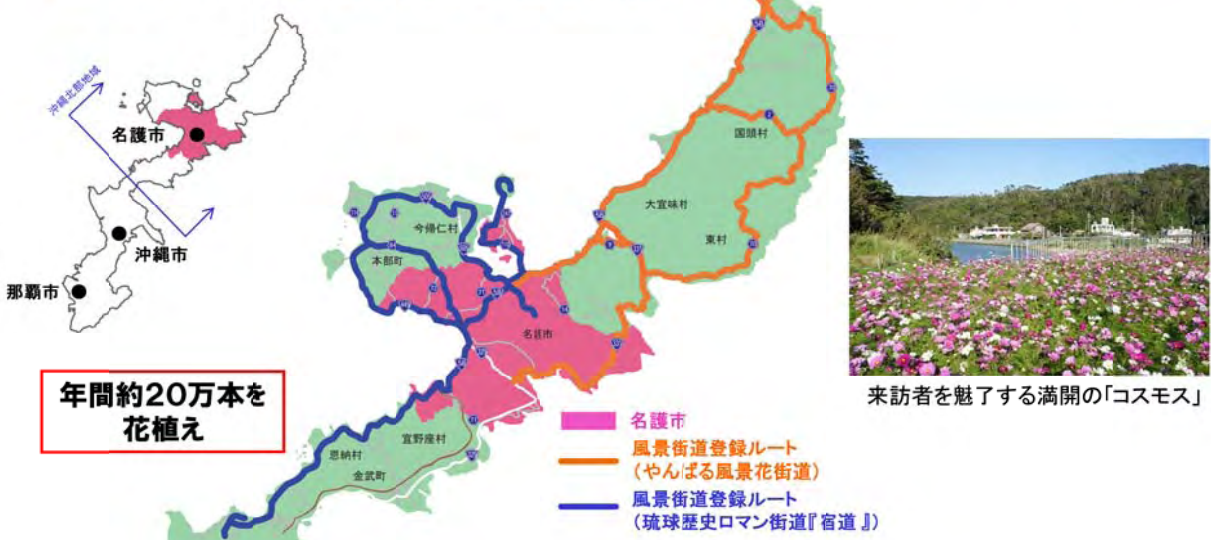 沖縄北部地域
名護市
沖縄市
那覇市
年間約20万本を
花植え
国頭村
大宜味村
東村
今帰仁村
本部町
名護市
宜野座村
恩納村
金武町
58
2
9
14
名護市
風景街道登録ルート
(やんばる風景花街道)
風景街道登録ルート
(琉球歴史ロマン街道『宿道』)
来訪者を魅了する満開の「コスモス」